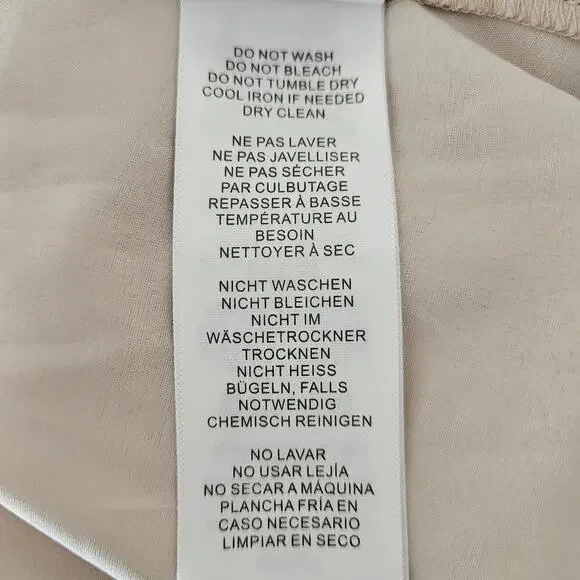 DO NOT WASH
DO NOT BLEACH
DO NOT TUMBLE DRY
COOL IRON IF NEEDED
DRY CLEAN
NE PAS LAVER
NE PAS JAVELLISER
NE PAS SÉCHER
PAR CULBUTAGE
REPASSER À BASSE
TEMPÉRATURE AU
BESOIN
NETTOYER À SEC
NICHT WASCHEN
NICHT BLEICHEN
NICHT IM
WÄSCHETROCKNER
TROCKNEN
NICHT HEISS
BÜGELN, FALLS
NOTWENDIG
CHEMISCH REINIGEN
NO LAVAR
NO USAR LEJÍA
NO SECAR A MÁQUINA
PLANCHA FRÍA EN
CASO NECESARIO
LIMPIAR EN SECO